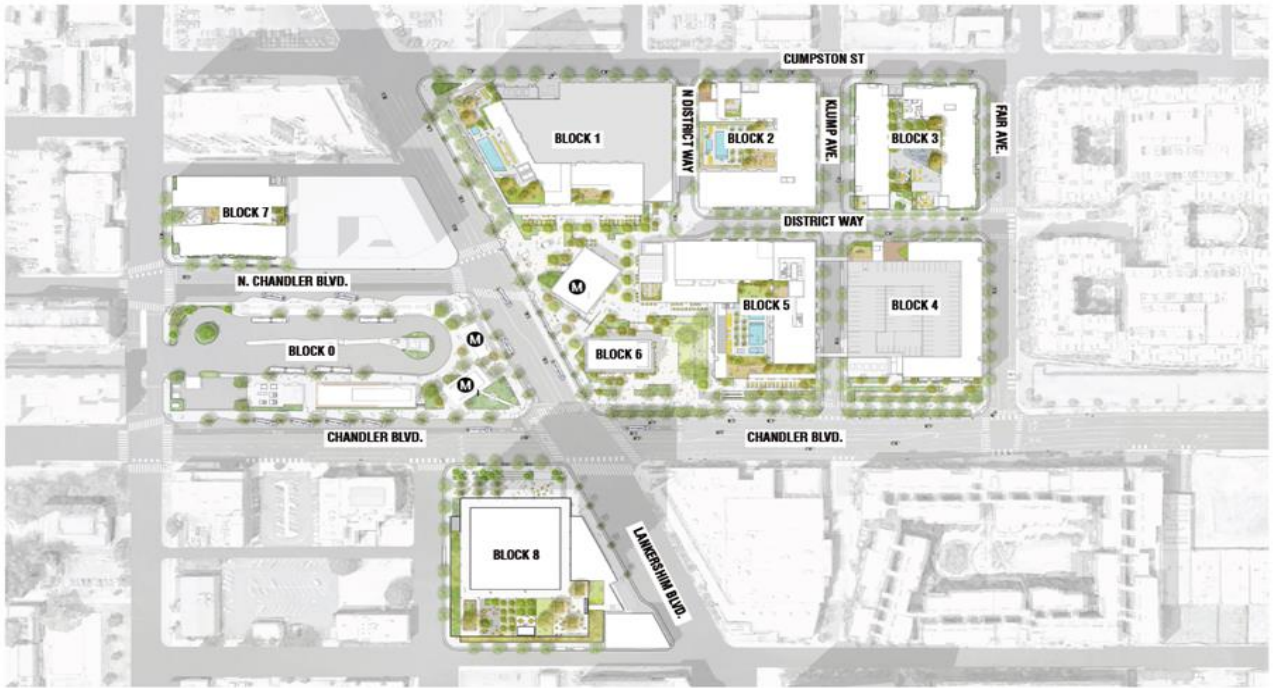 CUMPSTON ST
BLOCK 1
N DISTRICT WAY
BLOCK 2
KLUMP AVE.
BLOCK 3
FAIR AVE.
BLOCK 7
DISTRICT WAY
N. CHANDLER BLVD.
M
BLOCK 5
BLOCK 4
BLOCK 0
M
BLOCK 6
M
CHANDLER BLVD.
CHANDLER BLVD.
BLOCK 8
LANKERSHIM BLVD.